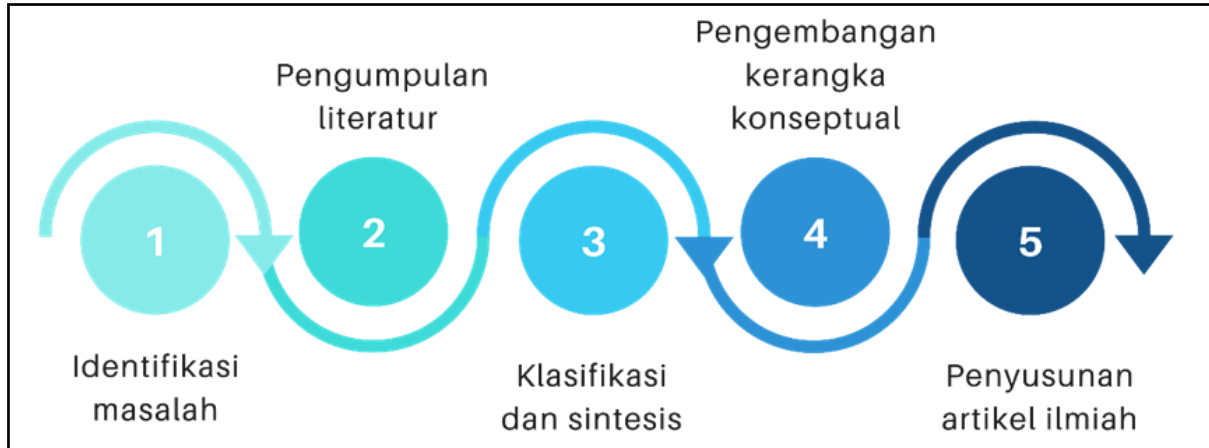 1
Identifikasi
masalah
2
Pengumpulan
literatur
3
Klasifikasi
dan sintesis
4
Pengembangan
kerangka
konseptual
5
Penyusunan
artikel ilmiah